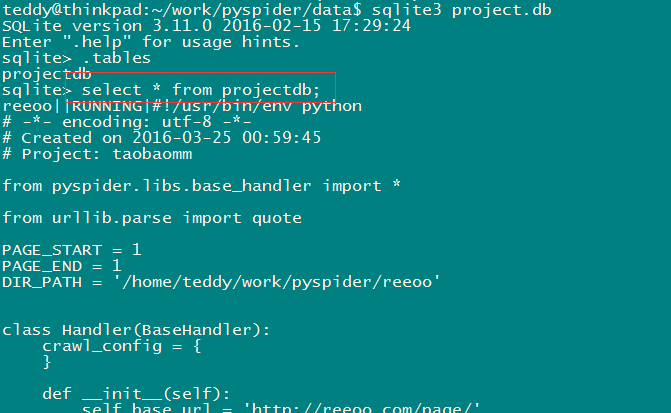 teddy@thinkpad:~/work/pyspider/data$ sqlite3 project.db
SQLite version 3.11.0 2016-02-15 17:29:24
Enter ".help" for usage hints.
sqlite> .tables
projectdb
sqlite> select * from projectdb;
reeoo||RUNNING|#!/usr/bin/env python
# -*- encoding: utf-8 -*-
# Created on 2016-03-25 00:59:45
# Project: taobaomm

from pyspider.libs.base_handler import *

from urllib.parse import quote

PAGE_START = 1
PAGE_END = 1
DIR_PATH = '/home/teddy/work/pyspider/reeoo'


class Handler(BaseHandler):
    crawl_config = {
    }

    def __init__(self):
        self.base_url = 'http://reeoo.com/page/'